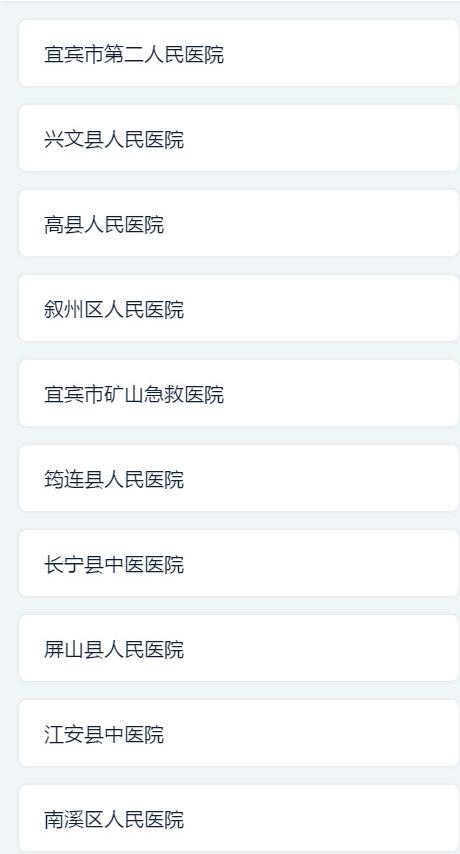 宜宾市第二人民医院
兴文县人民医院
高县人民医院
叙州区人民医院
宜宾市矿山急救医院
筠连县人民医院
长宁县中医医院
屏山县人民医院
江安县中医院
南溪区人民医院